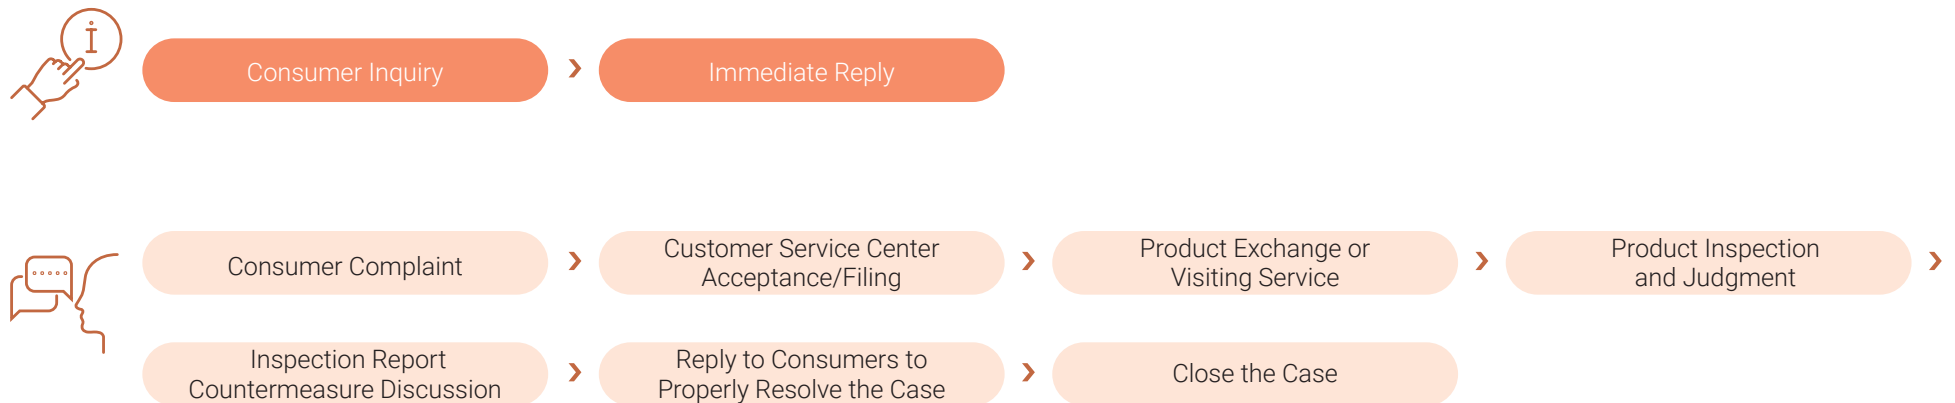 Consumer Inquiry
Immediate Reply
Consumer Complaint
Customer Service Center
Acceptance/Filing
Product Exchange or
Visiting Service
Product Inspection
and Judgment
Inspection Report
Countermeasure Discussion
Reply to Consumers to
Properly Resolve the Case
Close the Case